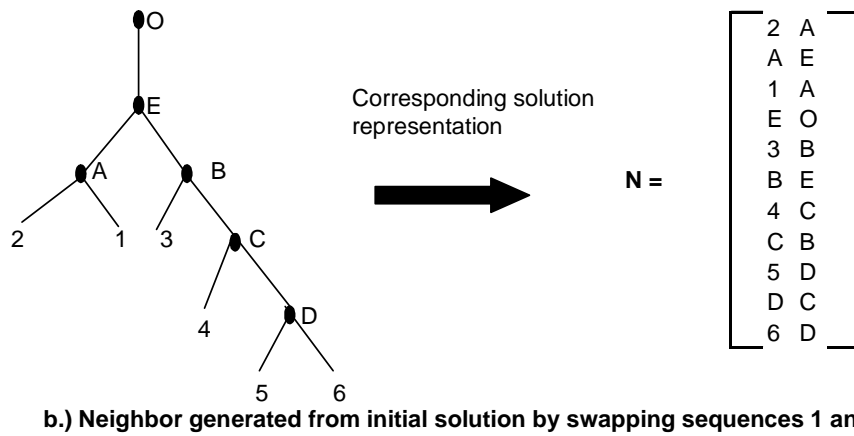 O
E
A
B
2
1
3
C
4
D
5
6
Corresponding solution
representation
N =
2 A
A E
1 A
E O
3 B
B E
4 C
C B
5 D
D C
6 D
b.) Neighbor generated from initial solution by swapping sequences 1 an